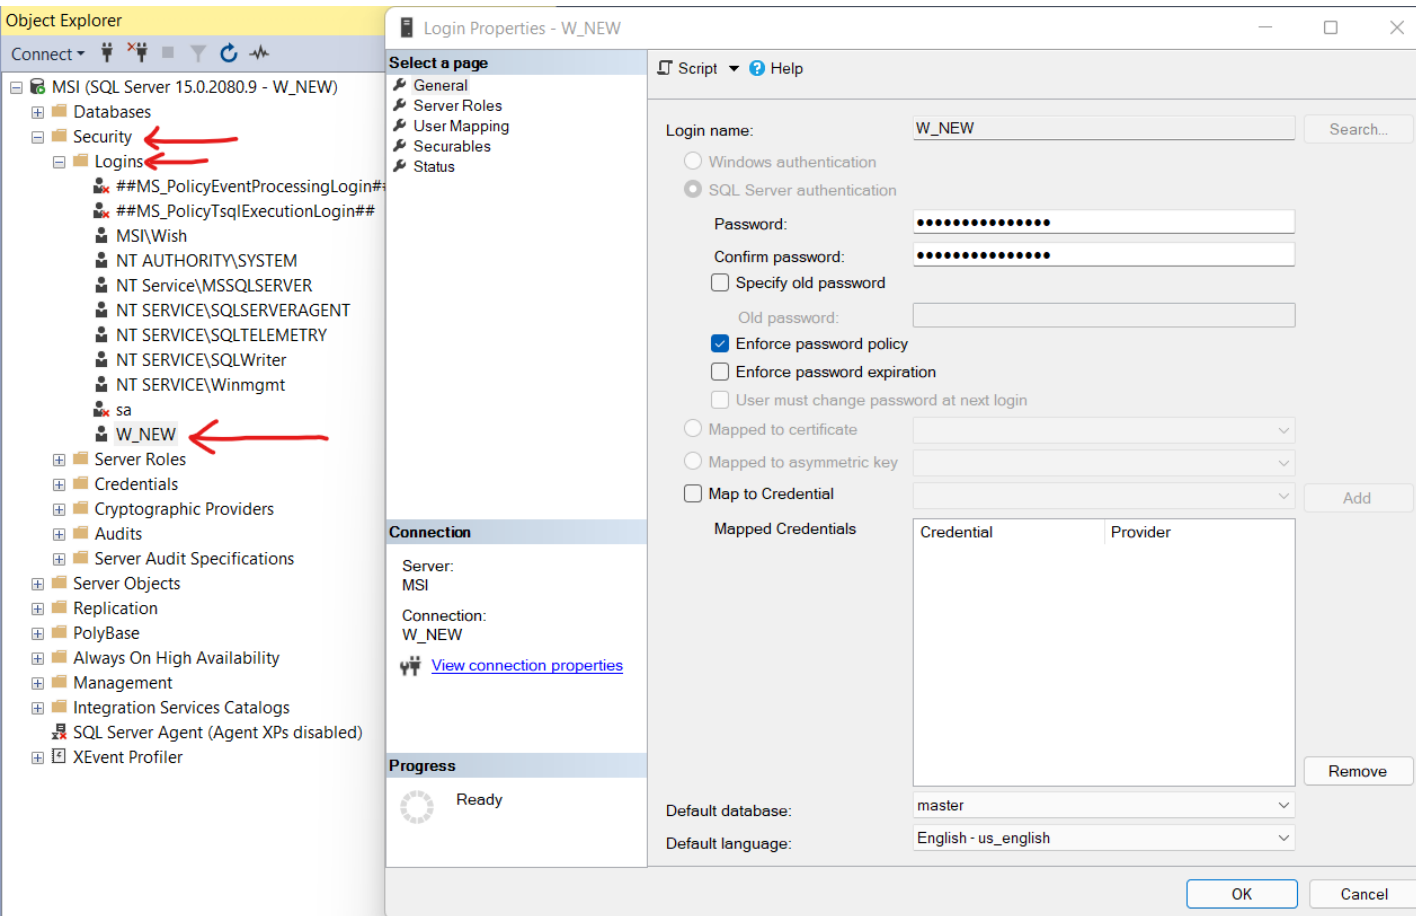 Object Explorer
Connect
MSI (SQL Server 15.0.2080.9 - W_NEW)
Databases
Security
Logins
##MS_PolicyEventProcessingLogin##
##MS_PolicyTsqlExecutionLogin##
MSI\Wish
NT AUTHORITY\SYSTEM
NT Service\MSSQLSERVER
NT SERVICE\SQLSERVERAGENT
NT SERVICE\SQLTELEMETRY
NT SERVICE\SQLWriter
NT SERVICE\Winmgmt
sa
W_NEW
Server Roles
Credentials
Cryptographic Providers
Audits
Server Audit Specifications
Server Objects
Replication
PolyBase
Always On High Availability
Management
Integration Services Catalogs
SQL Server Agent (Agent XPs disabled)
XEvent Profiler
Login Properties - W_NEW
Select a page
General
Server Roles
User Mapping
Securables
Status
Connection
Server:
MSI
Connection:
W_NEW
View connection properties
Progress
Ready
Script Help
Login name: W_NEW Search...
Windows authentication
SQL Server authentication
Password: ●●●●●●●●●●●●●●●
Confirm password: ●●●●●●●●●●●●●●●
Specify old password
Old password:
Enforce password policy
Enforce password expiration
User must change password at next login
Mapped to certificate
Mapped to asymmetric key
Map to Credential Add
Mapped Credentials Credential Provider
Remove
Default database: master
Default language: English - us_english
OK Cancel